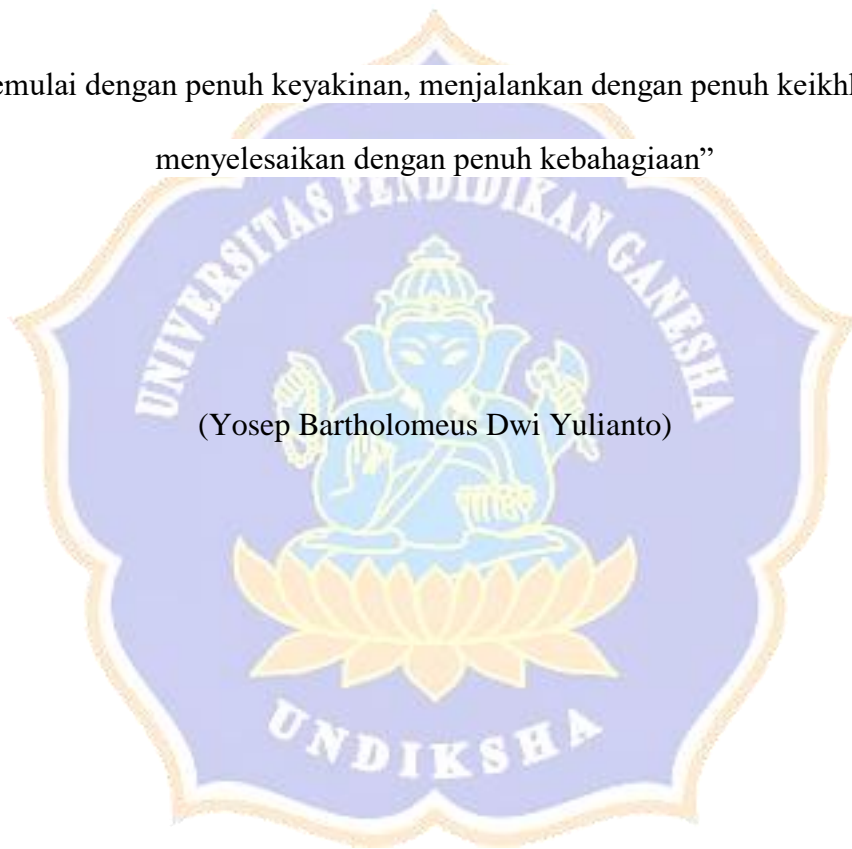 emulai dengan penuh keyakinan, menjalankan dengan penuh keikhl
menyelesaikan dengan penuh kebahagiaan”
UNIVERSITAS PENDIDIKAN GANESHA
(Yosep Bartholomeus Dwi Yulianto)
UNDIKSHA